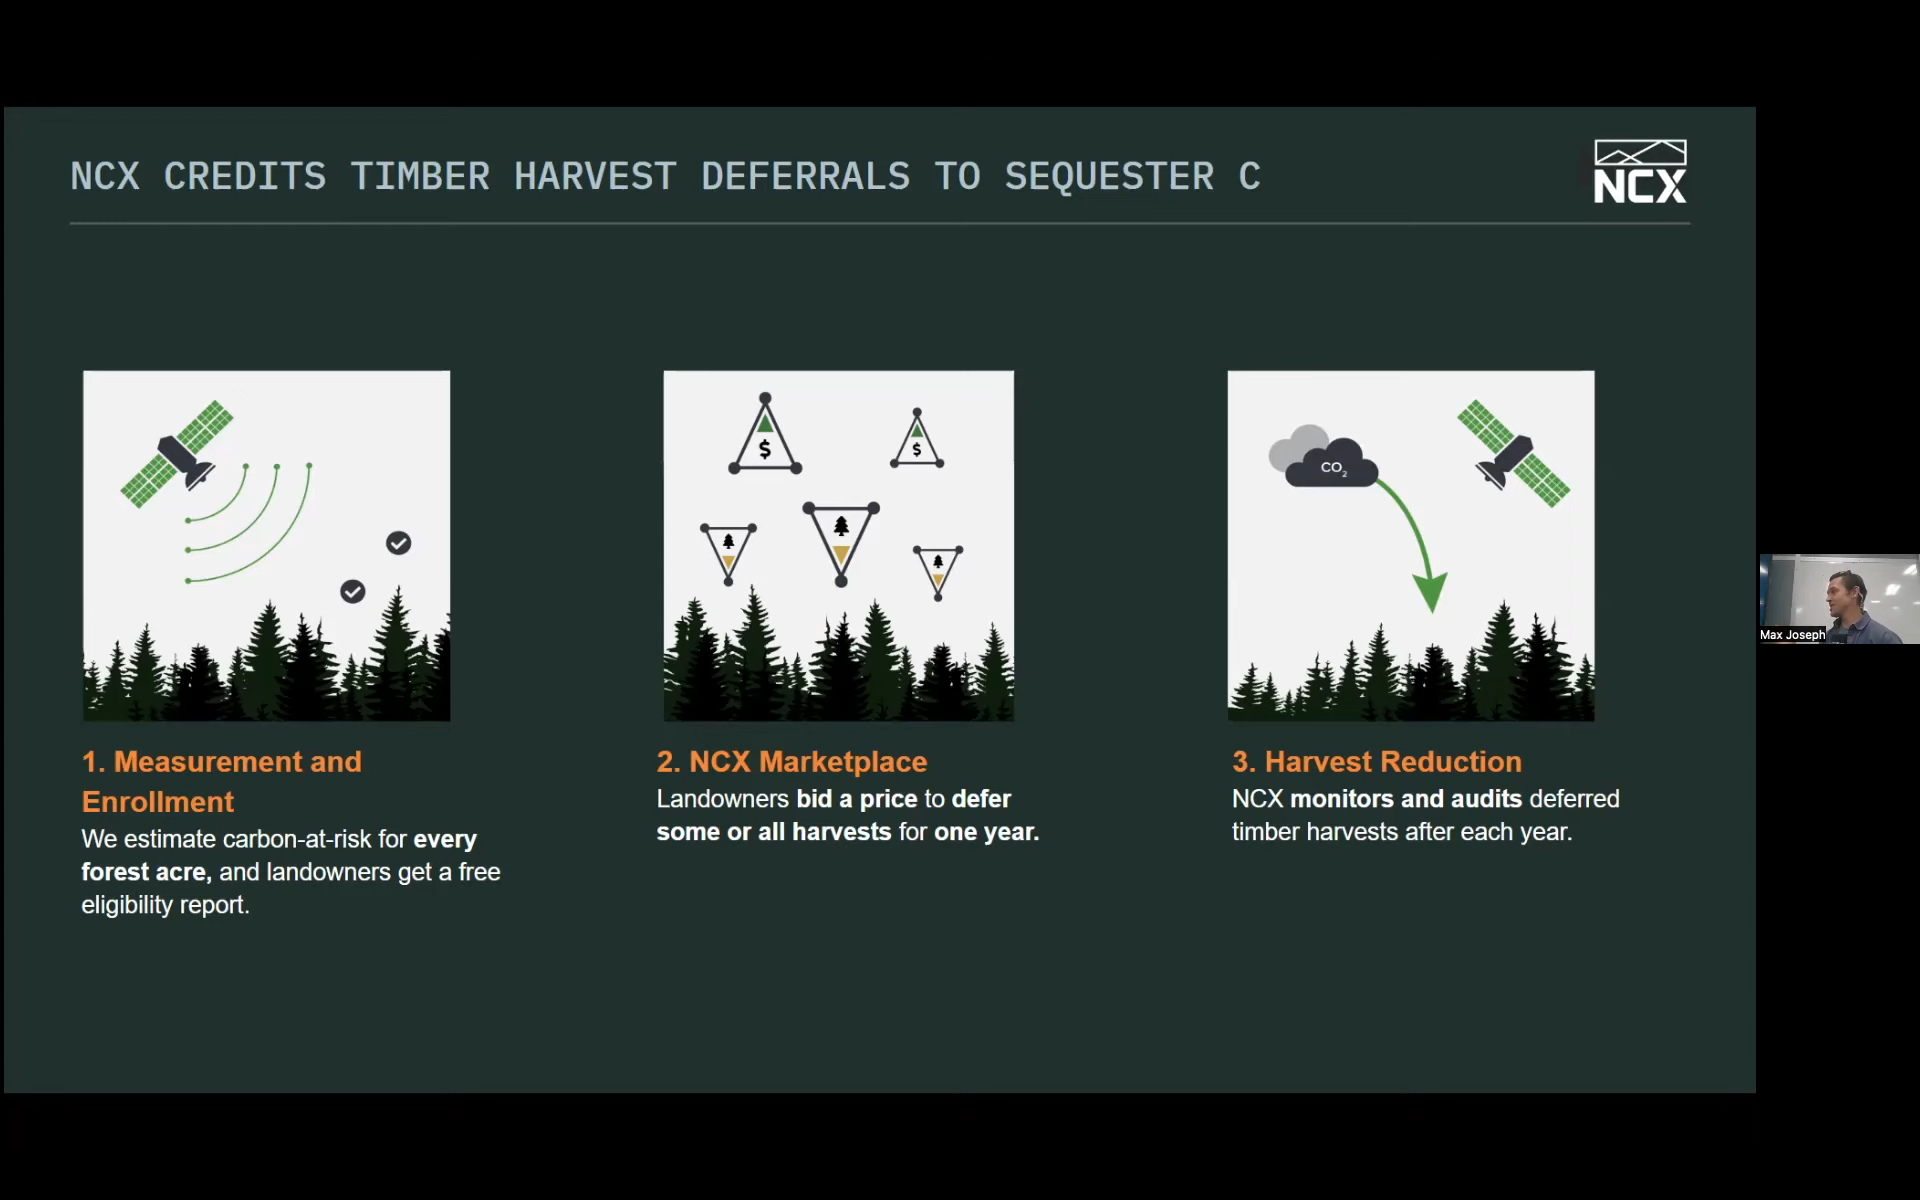 NCX CREDITS TIMBER HARVEST DEFERRALS TO SEQUESTER C
NCX
$
$
CO2
1. Measurement and
Enrollment
We estimate carbon-at-risk for every
forest acre, and landowners get a free
eligibility report.
2. NCX Marketplace
Landowners bid a price to defer
some or all harvests for one year.
3. Harvest Reduction
NCX monitors and audits deferred
timber harvests after each year.
Max Joseph